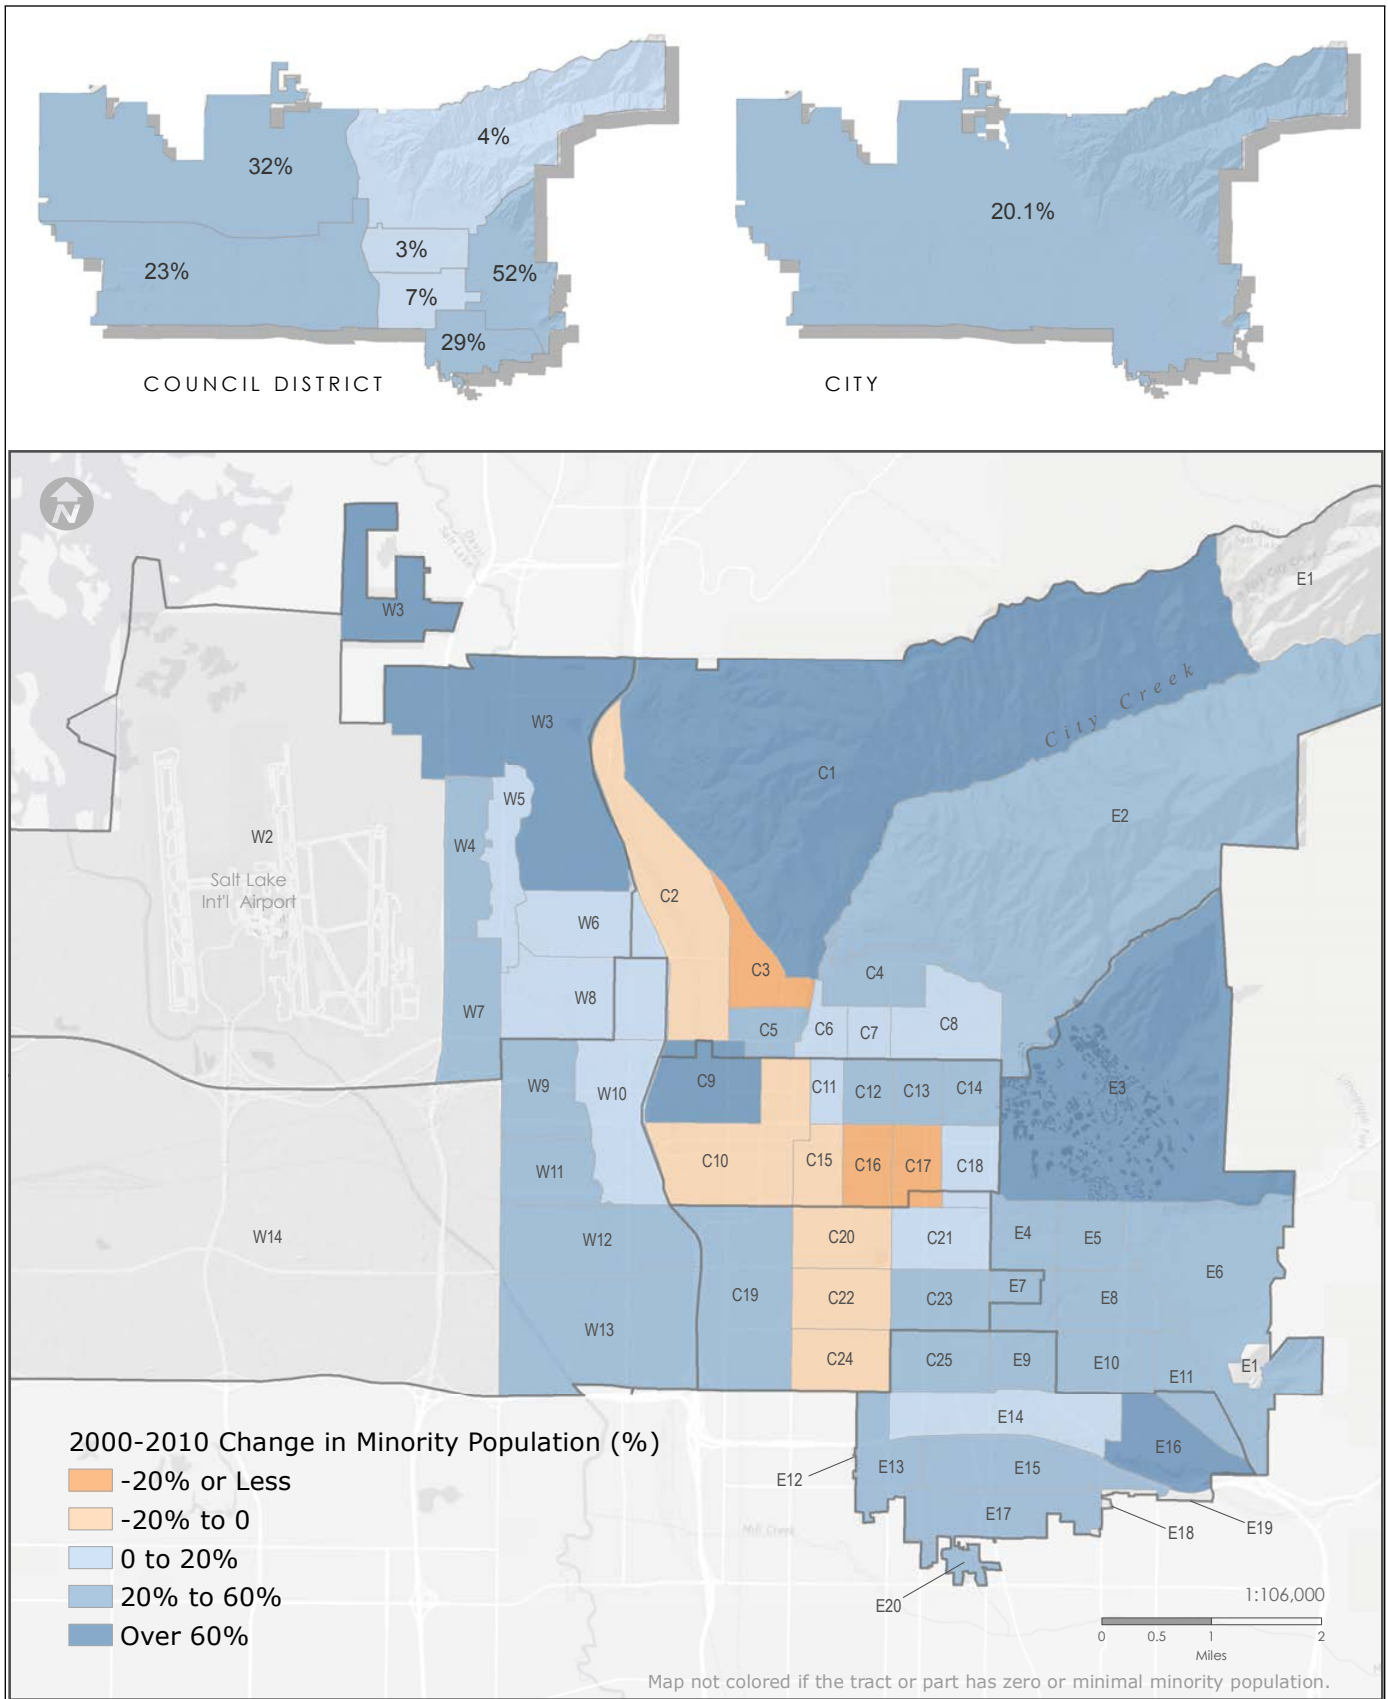 4%
32%
3%
23%
52%
7%
29%
COUNCIL DISTRICT
20.1%
CITY
N
Davis
Salt Lake
E1
W3
W3
City Creek
C1
W5
E2
W2
W4
Salt Lake
Int'l Airport
C2
W6
C3
C4
W8
W7
C5
C6
C7
C8
W9
W10
C9
C11
C12
C13
C14
E3
W11
C10
C15
C16
C17
C18
W14
W12
C20
C21
E4
E5
E6
C19
C22
C23
E7
E8
W13
C24
C25
E9
E10
E11
E1
E14
E16
E12
E13
E15
E17
E18
E19
E20
Mill Creek
2000-2010 Change in Minority Population (%)
-20% or Less
-20% to 0
0 to 20%
20% to 60%
Over 60%
1:106,000
0 0.5 1 2
Miles
Map not colored if the tract or part has zero or minimal minority population.